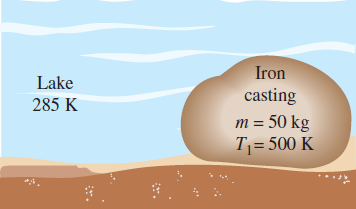 Lake
285 K
Iron
casting
m = 50 kg
T₁ = 500 K